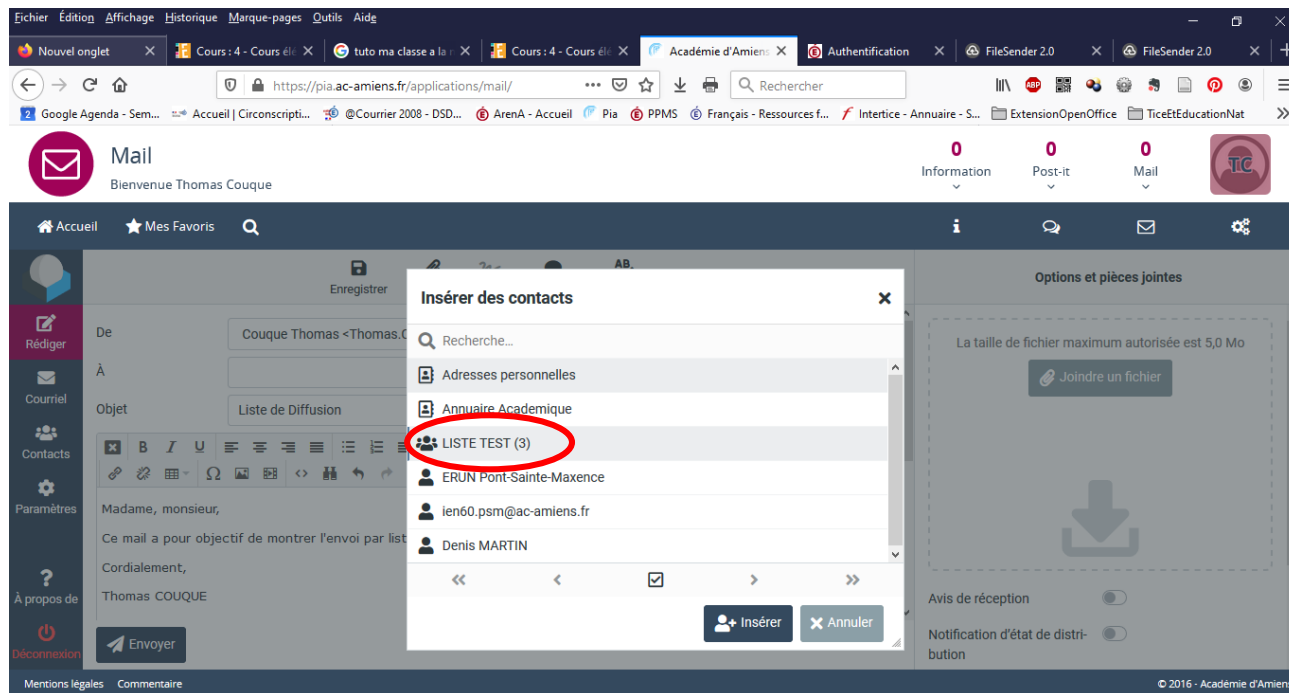 Fichier Édition Affichage Historique Marque-pages Outils Aide
Nouvel onglet Cours : 4 - Cours élé tuto ma classe a la Cours : 4 - Cours élé Académie d'Amiens Authentification FileSender 2.0 FileSender 2.0
https://pia.ac-amiens.fr/applications/mail/ Rechercher
Google Agenda - Sem... Accueil | Circonscripti... @Courrier 2008 - DSD... ArenA - Accueil Pia PPMS Français - Ressources f... Intertice - Annuaire - S... ExtensionOpenOffice TiceEtEducationNat
Mail
Bienvenue Thomas Couque
0 0 0
Information Post-it Mail
TC
Accueil Mes Favoris
Enregistrer
AB
Options et pièces jointes
Insérer des contacts
Recherche...
Adresses personnelles
Annuaire Academique
LISTE TEST (3)
ERUN Pont-Sainte-Maxence
ien60.psm@ac-amiens.fr
Denis MARTIN
Insérer Annuler
Rédiger
Courriel
Contacts
Paramètres
À propos de
Déconnexion
De Couque Thomas <Thomas.C
À
Objet Liste de Diffusion
B I U
Madame, monsieur,
Ce mail a pour objectif de montrer l'envoi par list
Cordialement,
Thomas COUQUE
Envoyer
La taille de fichier maximum autorisée est 5,0 Mo
Joindre un fichier
Avis de réception
Notification d'état de distri-
bution
Mentions légales Commentaire
© 2016 - Académie d'Amiens